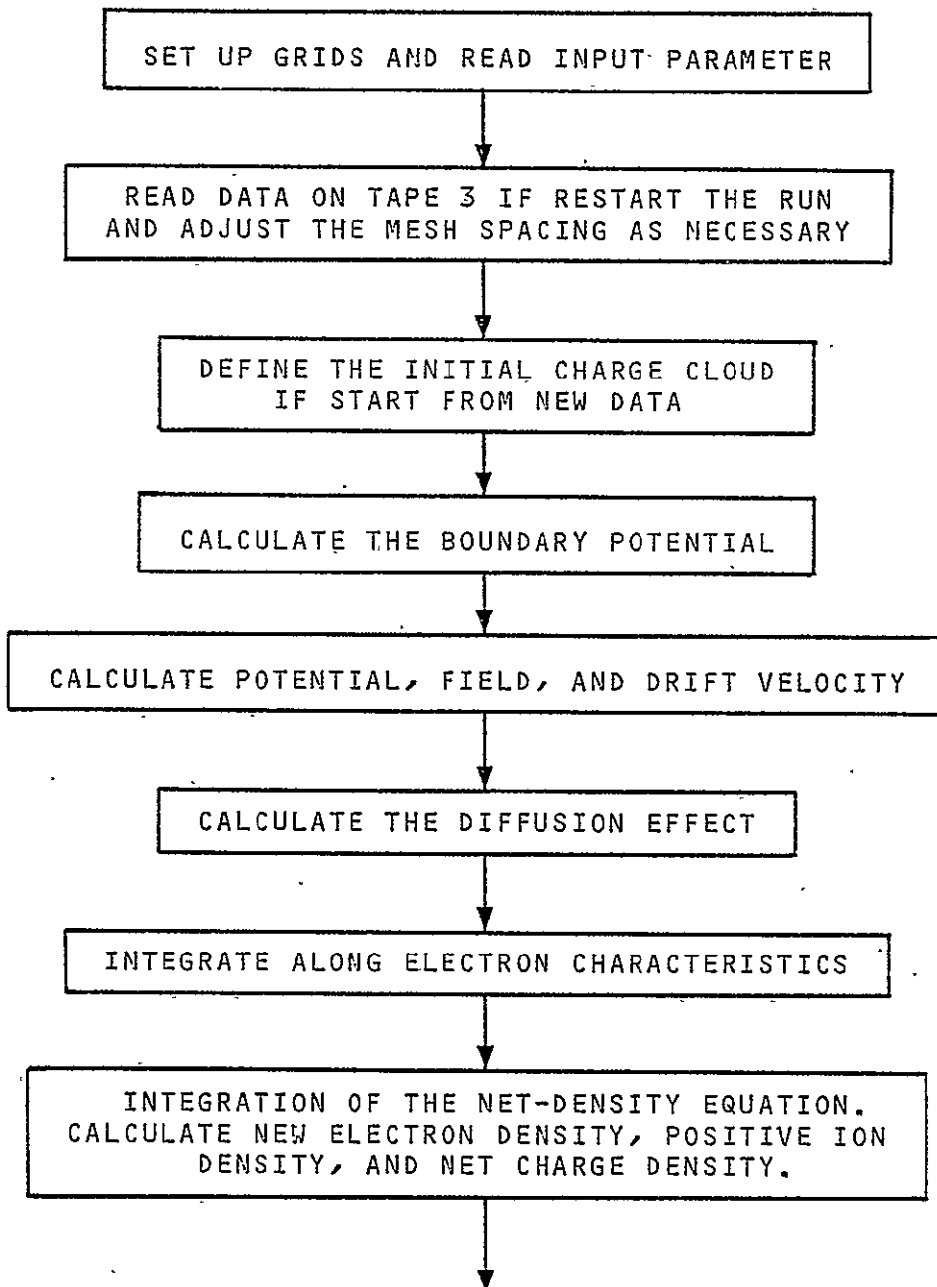 SET UP GRIDS AND READ INPUT PARAMETER
READ DATA ON TAPE 3 IF RESTART THE RUN
AND ADJUST THE MESH SPACING AS NECESSARY
DEFINE THE INITIAL CHARGE CLOUD
IF START FROM NEW DATA
CALCULATE THE BOUNDARY POTENTIAL
CALCULATE POTENTIAL, FIELD, AND DRIFT VELOCITY
CALCULATE THE DIFFUSION EFFECT
INTEGRATE ALONG ELECTRON CHARACTERISTICS
INTEGRATION OF THE NET-DENSITY EQUATION.
CALCULATE NEW ELECTRON DENSITY, POSITIVE ION
DENSITY, AND NET CHARGE DENSITY.